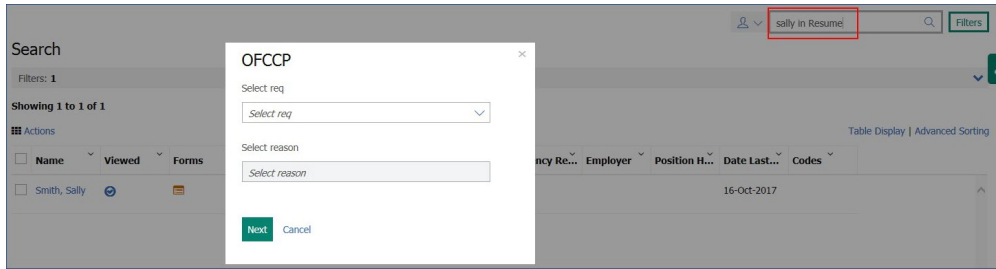 sally in Resume
Filters
Search
Filters: 1
Showing 1 to 1 of 1
Actions
Table Display | Advanced Sorting
Name Viewed Forms ncy Re... Employer Position H... Date Last... Codes
Smith, Sally 16-Oct-2017
OFCCP
×
Select req
Select req
Select reason
Select reason
Next Cancel